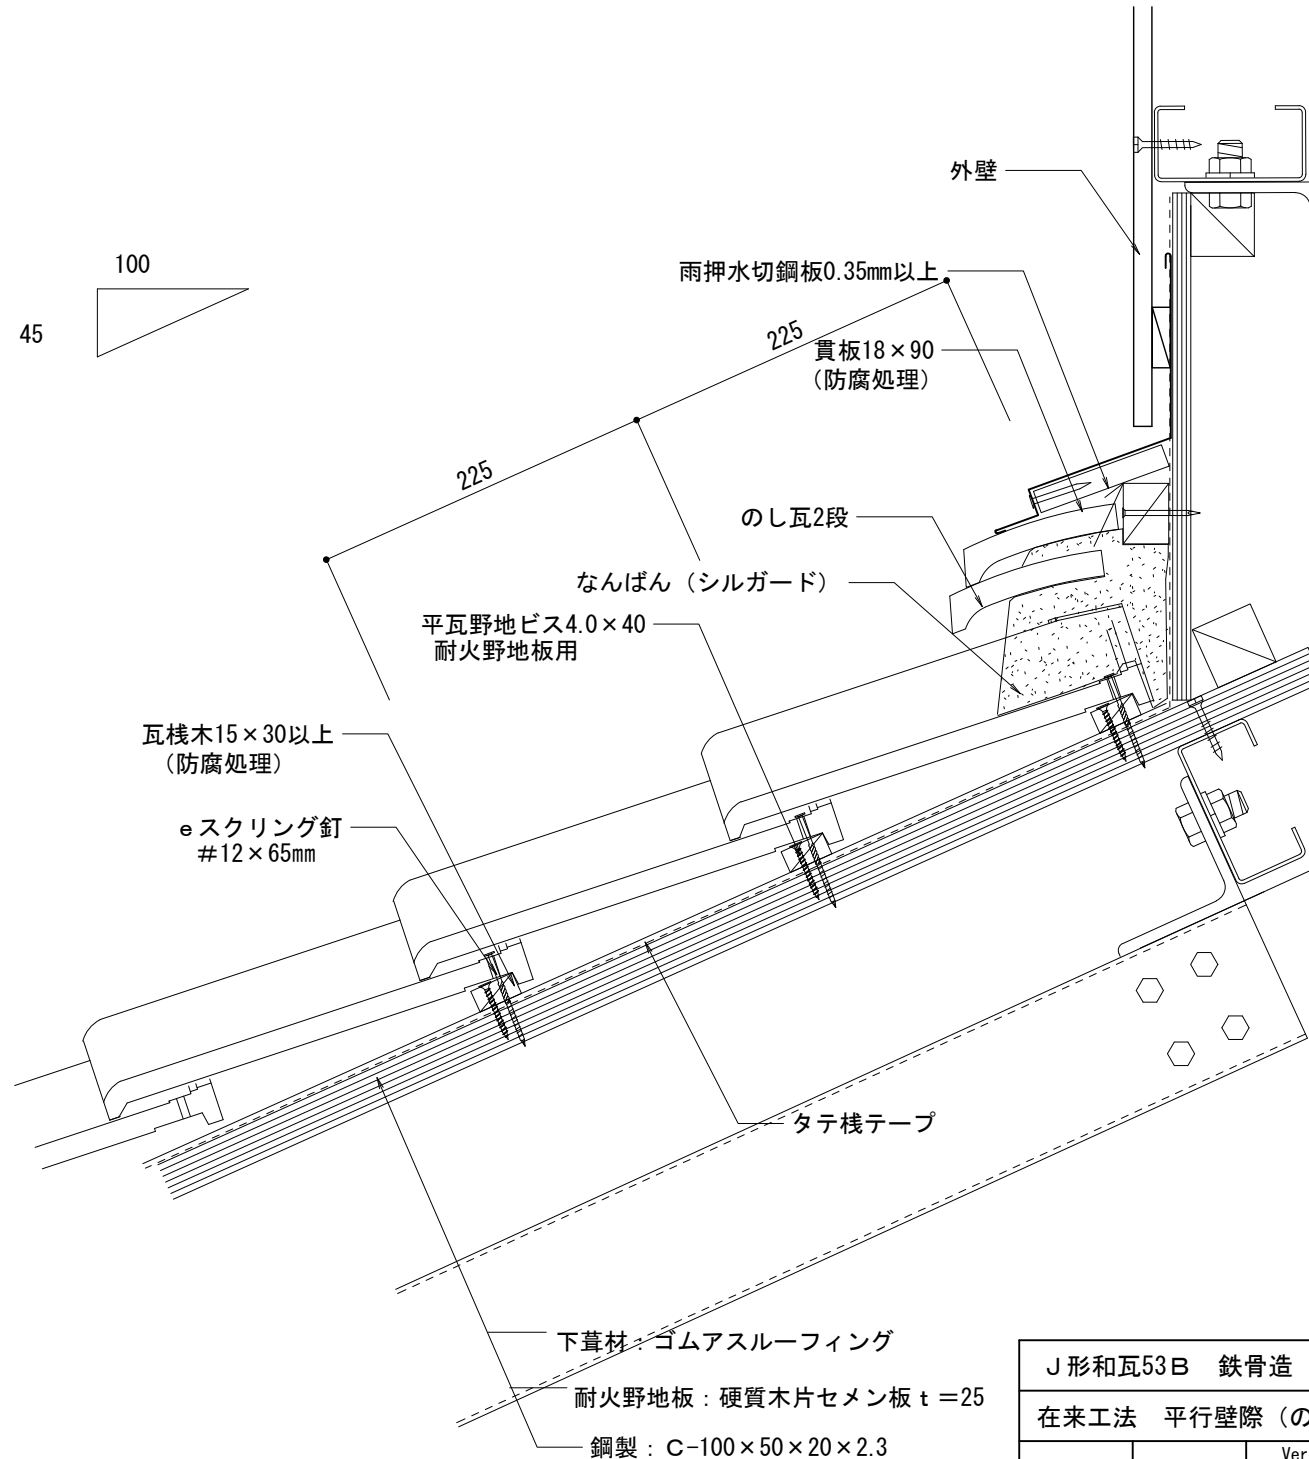 外壁
100
雨押水切鋼板0.35mm以上
45
225
貫板18×90
（防腐処理）
225
のし瓦2段
なんばん（シルガード）
平瓦野地ビス4.0×40
耐火野地板用
瓦桟木15×30以上
（防腐処理）
eスクリング釘
#12×65mm
タテ桟テープ
下葺材：ゴムアスルーフィング
耐火野地板：硬質木片セメン板ｔ＝25
鋼製：C-100×50×20×2.3
J形和瓦53B　鉄骨造
在来工法　平行壁際（の
Ver